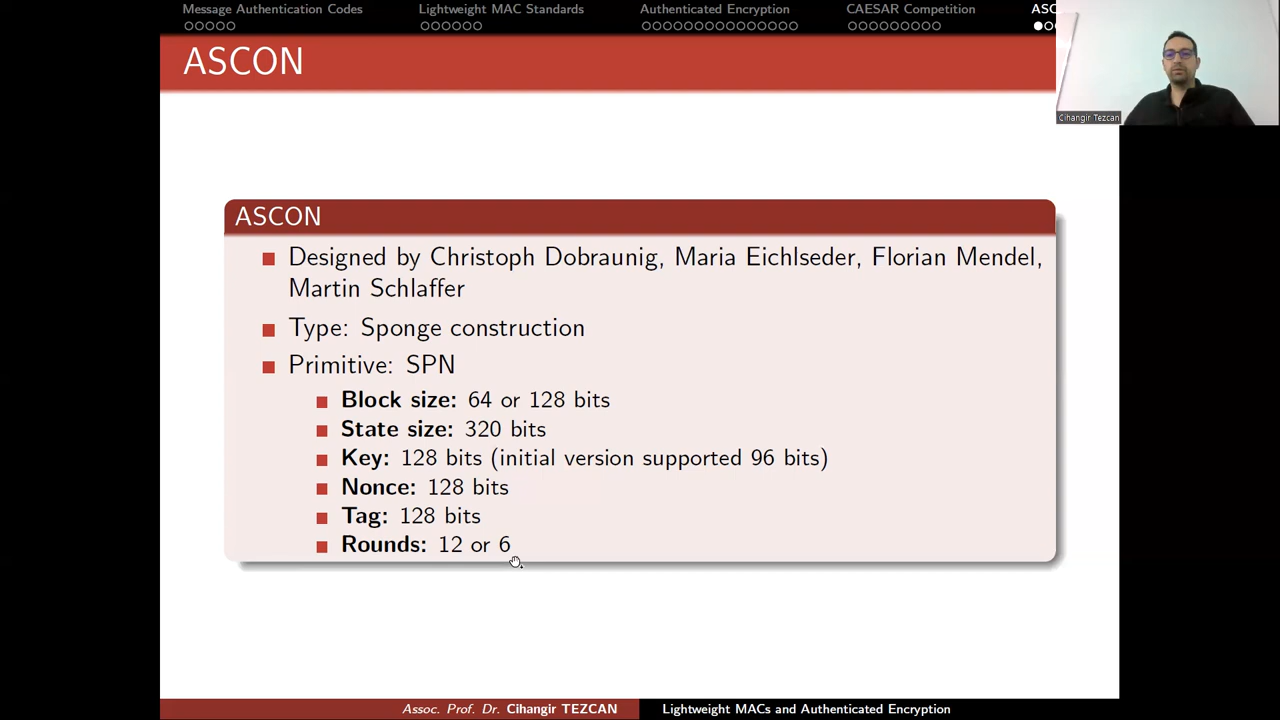 Message Authentication Codes
Lightweight MAC Standards
Authenticated Encryption
CAESAR Competition
ASC
ASCON
Cihangir Tezcan
ASCON
Designed by Christoph Dobraunig, Maria Eichlseder, Florian Mendel,
Martin Schlaffer
Type: Sponge construction
Primitive: SPN
Block size: 64 or 128 bits
State size: 320 bits
Key: 128 bits (initial version supported 96 bits)
Nonce: 128 bits
Tag: 128 bits
Rounds: 12 or 6
Assoc. Prof. Dr. Cihangir TEZCAN
Lightweight MACs and Authenticated Encryption